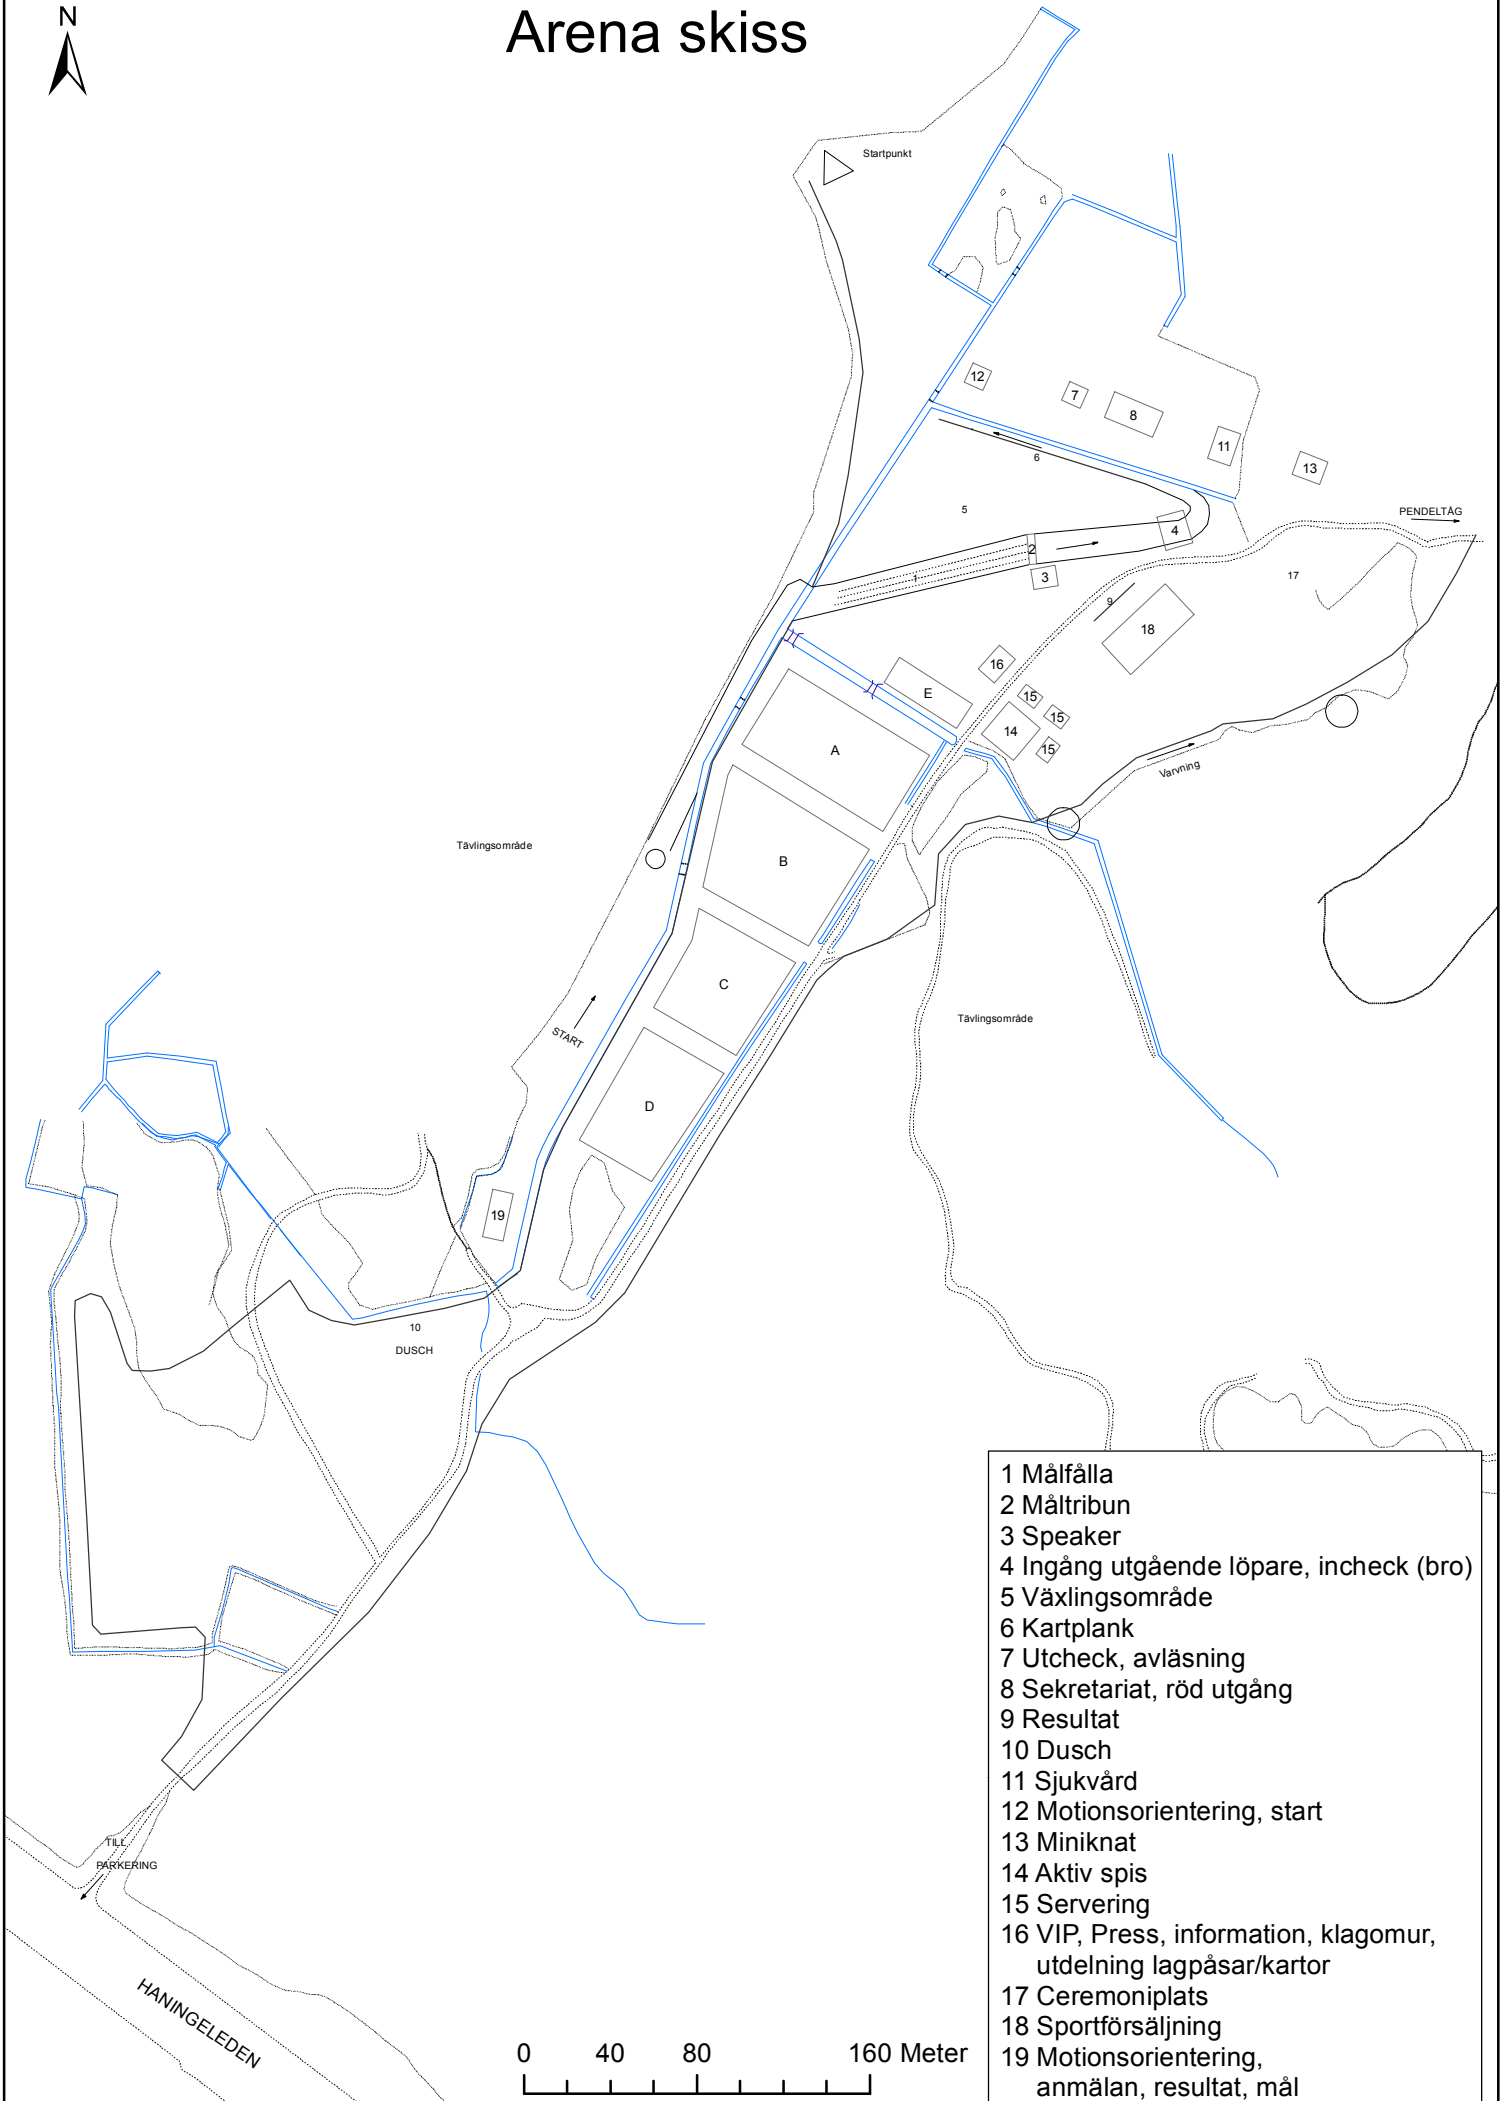 N
Arena skiss
Startpunkt
12
7
8
11
13
6
5
4
PENDELTÅG
2
3
1
17
9
18
16
E
15
15
14
15
A
Varvning
Tävlingsområde
B
C
Tävlingsområde
START
D
19
10
DUSCH
TILL
PARKERING
HANINGELEDEN
0 40 80 160 Meter
1 Målfålla
2 Måltribun
3 Speaker
4 Ingång utgående löpare, incheck (bro)
5 Växlingsområde
6 Kartplank
7 Utcheck, avläsning
8 Sekretariat, röd utgång
9 Resultat
10 Dusch
11 Sjukvård
12 Motionsorientering, start
13 Miniknat
14 Aktiv spis
15 Servering
16 VIP, Press, information, klagomur,
utdelning lagpåsar/kartor
17 Ceremoniplats
18 Sportförsäljning
19 Motionsorientering,
anmälan, resultat, mål